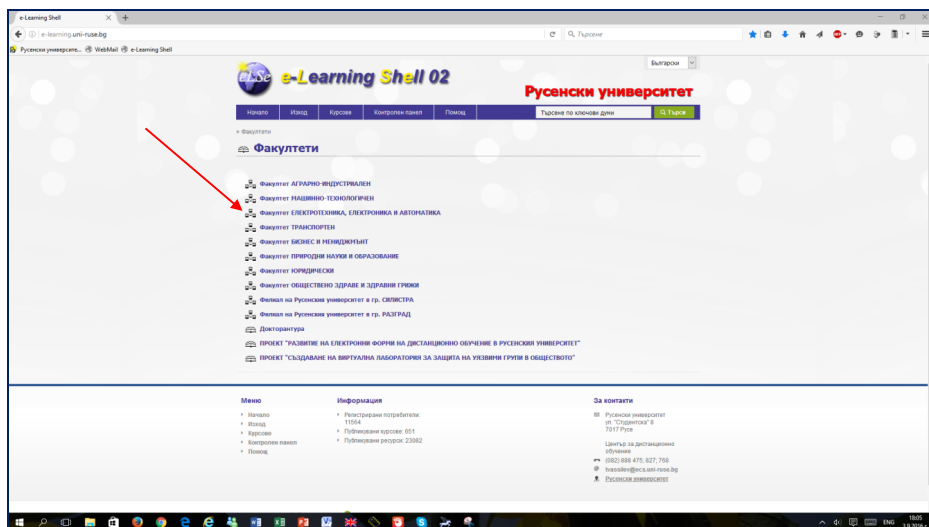 e-Learning Shell
e-learning.uni-ruse.bg
Търсене
Русенски университе... WebMail e-Learning Shell
Български
eLSe e-Learning Shell 02
Русенски университет
Начало Изход Курсове Контролен панел Помощ Търсене по ключови думи Търси
» Факултети
Факултети
Факултет АГРАРНО-ИНДУСТРИАЛЕН
Факултет МАШИННО-ТЕХНОЛОГИЧЕН
Факултет ЕЛЕКТРОТЕХНИКА, ЕЛЕКТРОНИКА И АВТОМАТИКА
Факултет ТРАНСПОРТЕН
Факултет БИЗНЕС И МЕНИДЖМЪНТ
Факултет ПРИРОДНИ НАУКИ И ОБРАЗОВАНИЕ
Факултет ЮРИДИЧЕСКИ
Факултет ОБЩЕСТВЕНО ЗДРАВЕ И ЗДРАВНИ ГРИЖИ
Филиал на Русенския университет в гр. СИЛИСТРА
Филиал на Русенския университет в гр. РАЗГРАД
Докторантура
ПРОЕКТ "РАЗВИТИЕ НА ЕЛЕКТРОННИ ФОРМИ НА ДИСТАНЦИОННО ОБУЧЕНИЕ В РУСЕНСКИЯ УНИВЕРСИТЕТ"
ПРОЕКТ "СЪЗДАВАНЕ НА ВИРТУАЛНА ЛАБОРАТОРИЯ ЗА ЗАЩИТА НА УЯЗВИМИ ГРУПИ В ОБЩЕСТВОТО"
Меню
Начало
Изход
Курсове
Контролен панел
Помощ
Информация
Регистрирани потребители:
11564
Публикувани курсове: 651
Публикувани ресурси: 23082
За контакти
Русенски университет
ул. "Студентска" 8
7017 Русе
Център за дистанционно
обучение
(082) 888 475; 827; 768
tvassilev@ecs.uni-ruse.bg
Русенски университет
ENG 18:05
3.9.2016 г.